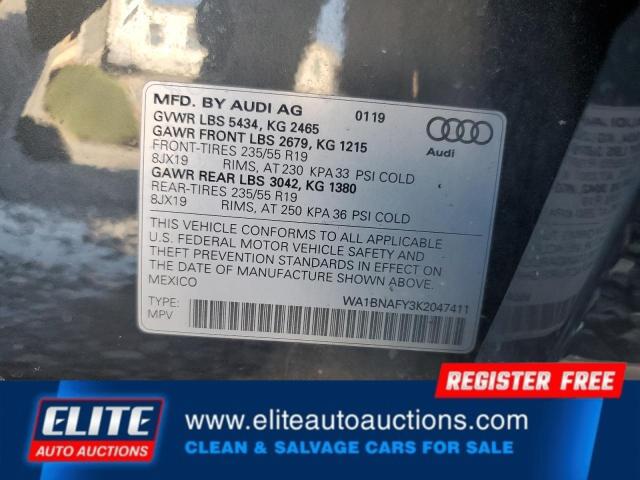 MFD. BY AUDI AG 0119
GVWR LBS 5434, KG 2465
GAWR FRONT LBS 2679, KG 1215
FRONT-TIRES 235/55 R19
8JX19 RIMS, AT 230 KPA 33 PSI COLD
GAWR REAR LBS 3042, KG 1380
REAR-TIRES 235/55 R19
8JX19 RIMS, AT 250 KPA 36 PSI COLD
Audi
THIS VEHICLE CONFORMS TO ALL APPLICABLE
U.S. FEDERAL MOTOR VEHICLE SAFETY AND
THEFT PREVENTION STANDARDS IN EFFECT ON
THE DATE OF MANUFACTURE SHOWN ABOVE.
MEXICO
WA1BNAFY3K2047411
TYPE:
MPV
REGISTER FREE
ELITE
AUTO AUCTIONS
www.eliteautoauctions.com
CLEAN & SALVAGE CARS FOR SALE